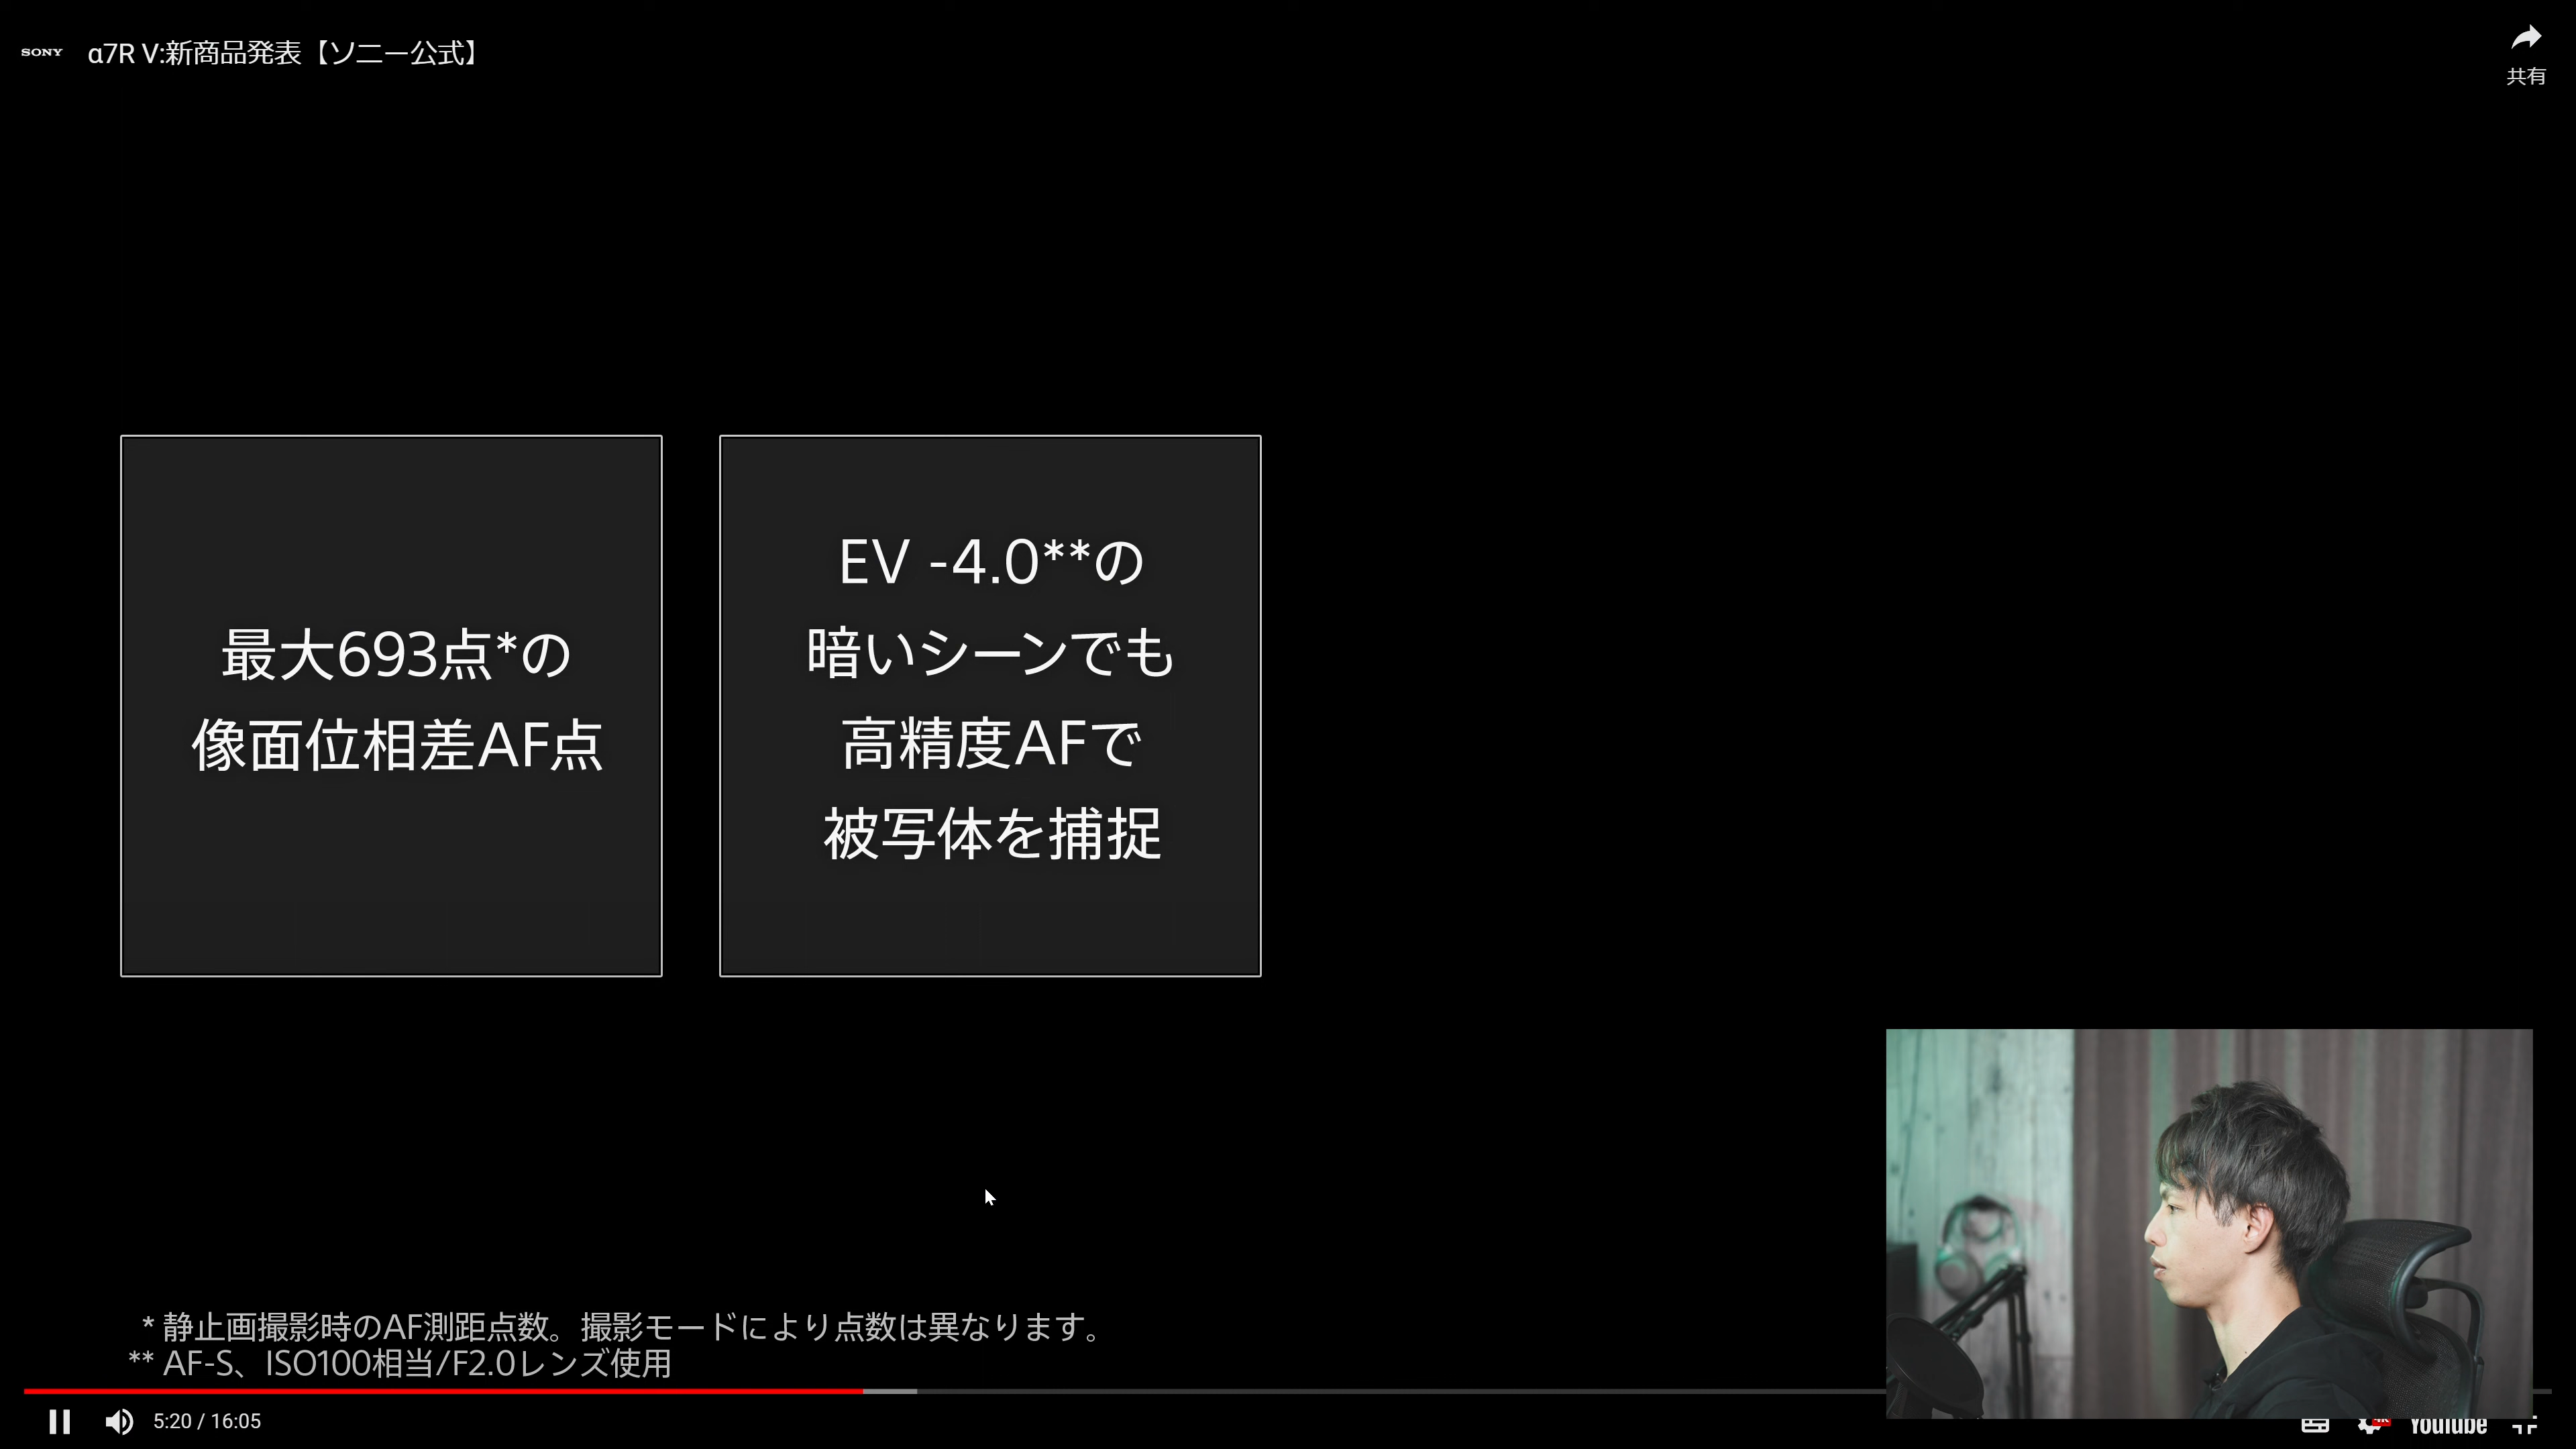 SONY α7R V:新商品発表【ソニー公式】
共有
最大693点*の
像面位相差AF点
EV -4.0**の
暗いシーンでも
高精度AFで
被写体を捕捉
* 静止画撮影時のAF測距点数。撮影モードにより点数は異なります。
** AF-S、ISO100相当/F2.0レンズ使用
5:20 / 16:05
YouTube